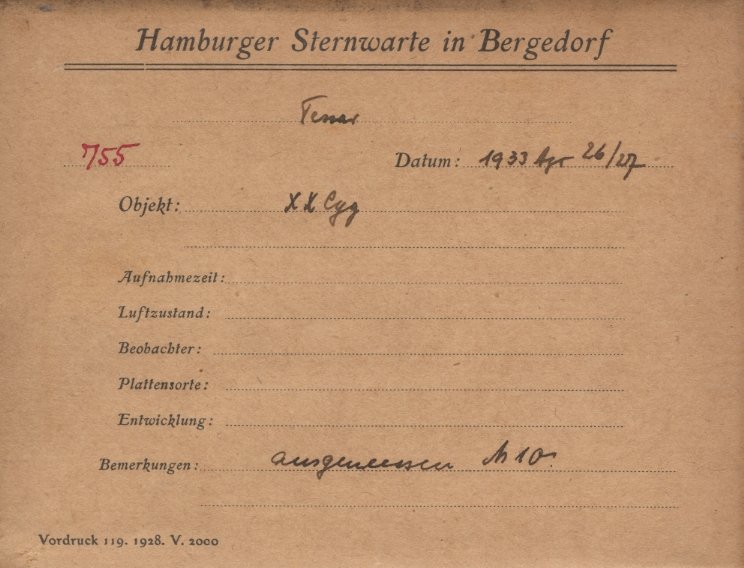 Hamburger Sternwarte in Bergedorf
Tessar
755 Datum: 1933 Apr 26/27
Objekt: XX Cyg
Aufnahmezeit:
Luftzustand:
Beobachter:
Plattensorte:
Entwicklung:
Bemerkungen: ausgemessen 10
Vordruck 119. 1928. V. 2000